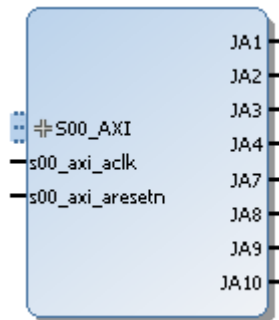 JA1
JA2
JA3
S00_AXI
JA4
s00_axi_aclk
JA7
s00_axi_aresetn
JA8
JA9
JA10